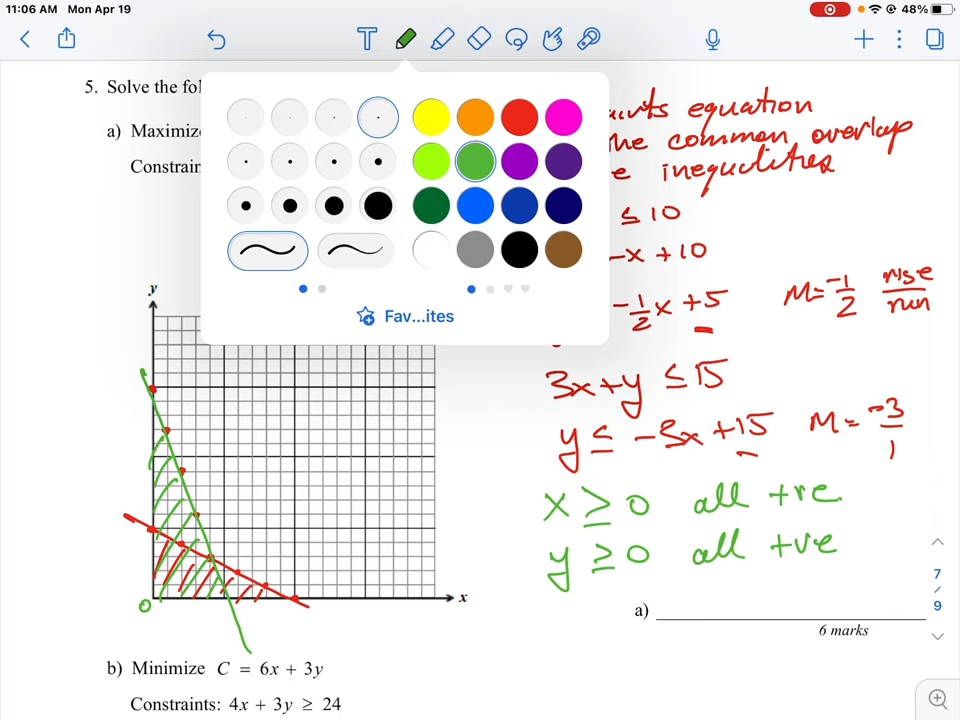 11:06 AM Mon Apr 19
48%
T
5. Solve the fol
a) Maximize
Constrain
Fav...ites
equation
the common overlap
inequalities
≤ 10
-x + 10
-1/2 x + 5
M = -1/2 rise/run
3x + y ≤ 15
y ≤ -3x + 15 M = -3/1
x ≥ 0 all +ve
y ≥ 0 all +ve
y
x
0
a)
6 marks
7/9
b) Minimize C = 6x + 3y
Constraints: 4x + 3y ≥ 24